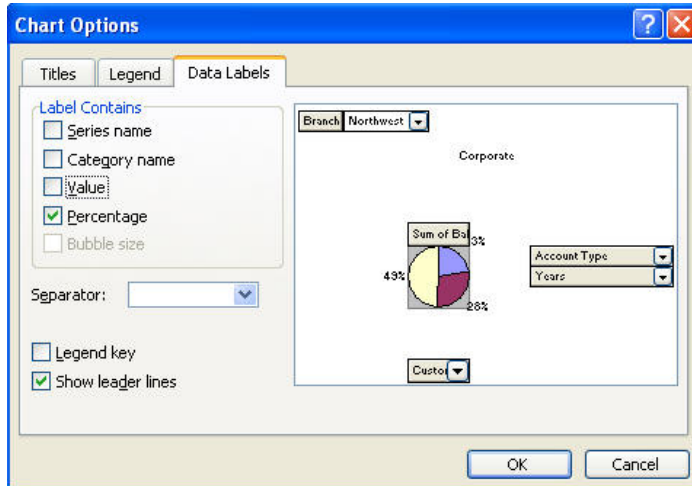 Chart Options
Titles Legend Data Labels
Label Contains
Series name
Category name
Value
Percentage
Bubble size
Separator:
Legend key
Show leader lines
Branch Northwest
Corporate
Sum of Bal
3%
49%
28%
Account Type
Years
Custo
OK Cancel